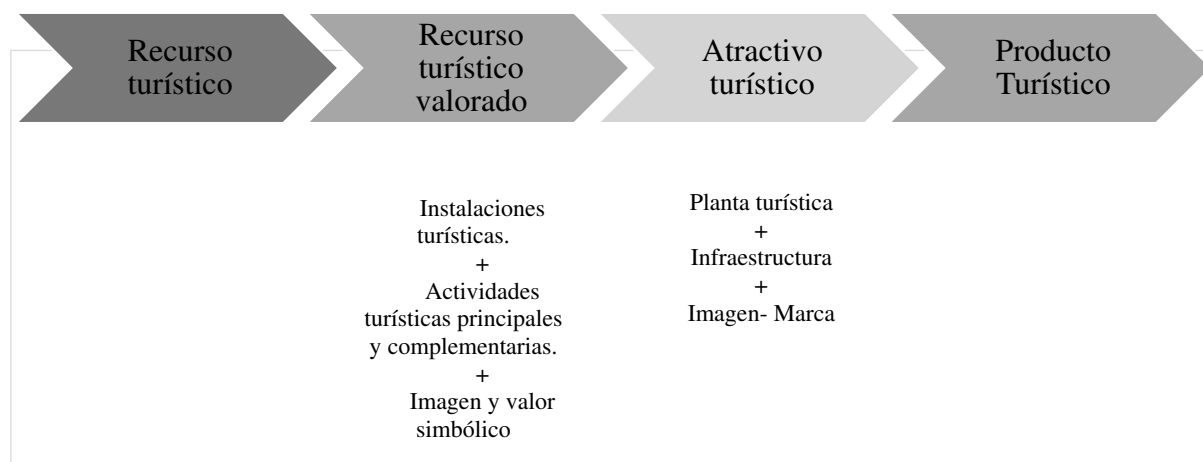 Recurso
turístico
Recurso
turístico
valorado
Atractivo
turístico
Producto
Turístico
Instalaciones
turísticas.
+
Actividades
turísticas principales
y complementarias.
+
Imagen y valor
simbólico
Planta turística
+
Infraestructura
+
Imagen- Marca